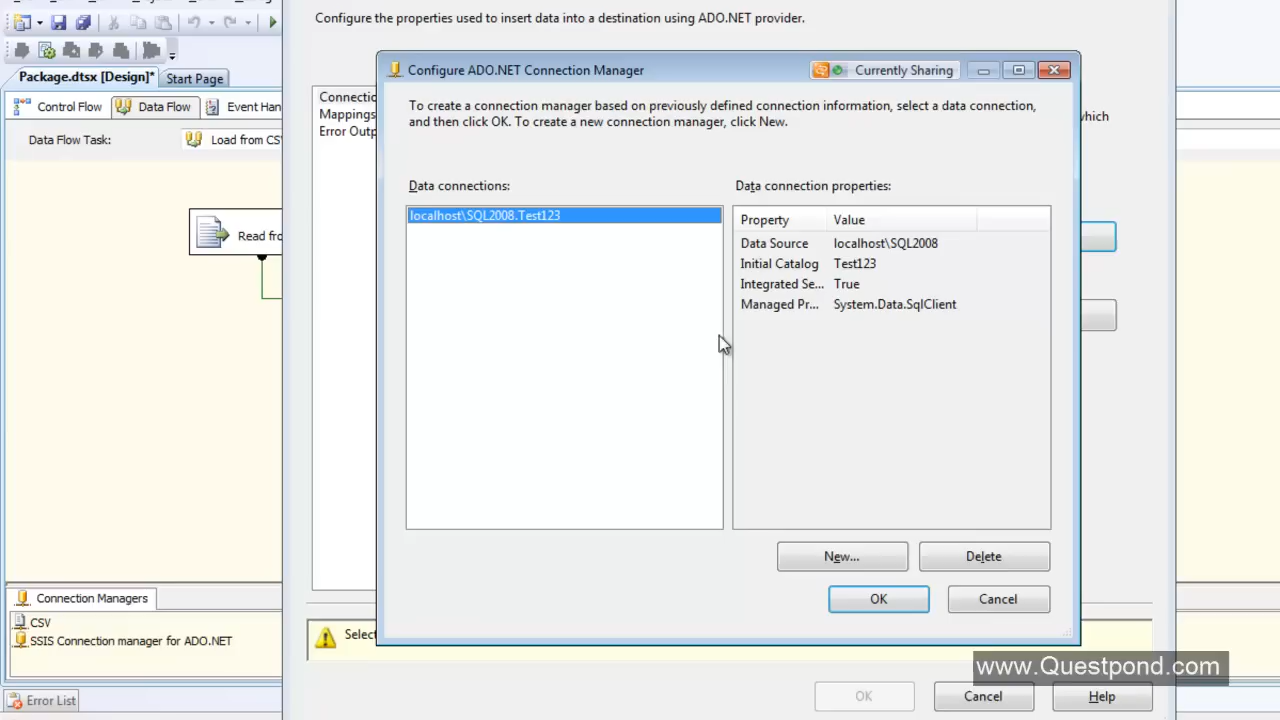 Configure the properties used to insert data into a destination using ADO.NET provider.
Package.dtsx [Design]*
Start Page
Configure ADO.NET Connection Manager
Currently Sharing
Control Flow
Data Flow
Event Han
Connectio
Mappings
Error Outp
To create a connection manager based on previously defined connection information, select a data connection,
and then click OK. To create a new connection manager, click New.
which
Data Flow Task:
Load from CS
Data connections:
Data connection properties:
localhost\SQL2008.Test123
Property Value
Data Source localhost\SQL2008
Initial Catalog Test123
Integrated Se... True
Managed Pr... System.Data.SqlClient
Read fro
New...
Delete
OK
Cancel
Connection Managers
CSV
SSIS Connection manager for ADO.NET
Select
www.Questpond.com
Error List
OK
Cancel
Help